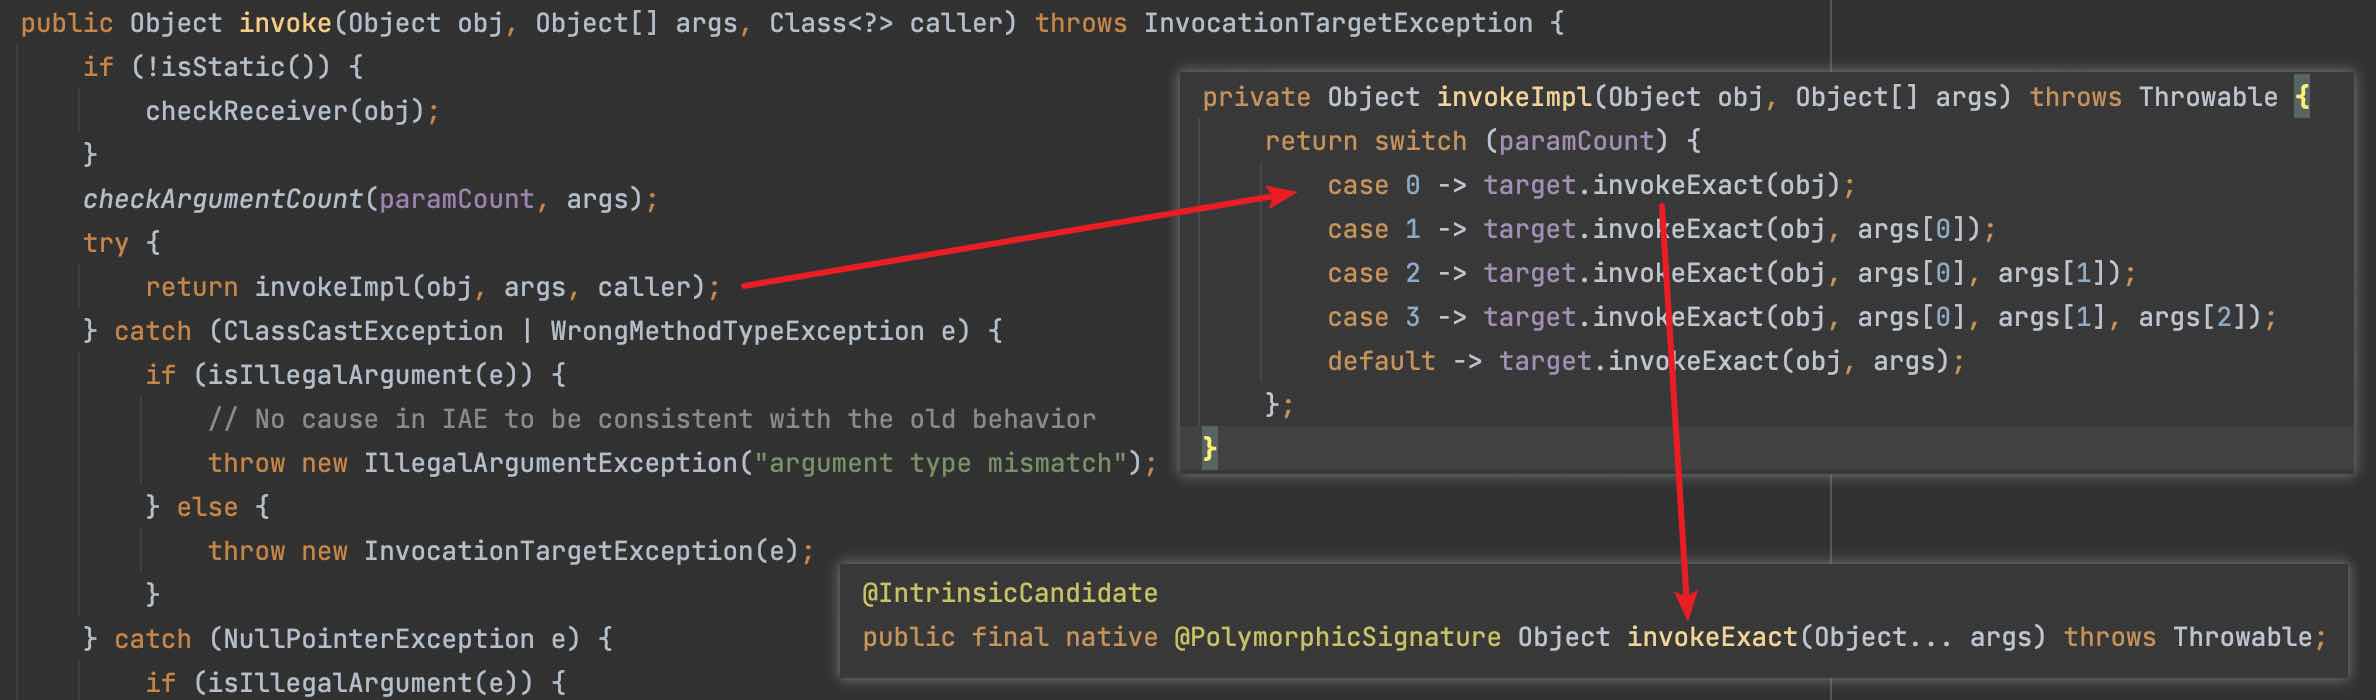 public Object invoke(Object obj, Object[] args, Class<?> caller) throws InvocationTargetException {
    if (!isStatic()) {
        checkReceiver(obj);
    }
    checkArgumentCount(paramCount, args);
    try {
        return invokeImpl(obj, args, caller);
    } catch (ClassCastException | WrongMethodTypeException e) {
        if (isIllegalArgument(e)) {
            // No cause in IAE to be consistent with the old behavior
            throw new IllegalArgumentException("argument type mismatch");
        } else {
            throw new InvocationTargetException(e);
        }
    } catch (NullPointerException e) {
        if (isIllegalArgument(e)) {
private Object invokeImpl(Object obj, Object[] args) throws Throwable {
    return switch (paramCount) {
        case 0 -> target.invokeExact(obj);
        case 1 -> target.invokeExact(obj, args[0]);
        case 2 -> target.invokeExact(obj, args[0], args[1]);
        case 3 -> target.invokeExact(obj, args[0], args[1], args[2]);
        default -> target.invokeExact(obj, args);
    };
}
@IntrinsicCandidate
public final native @PolymorphicSignature Object invokeExact(Object... args) throws Throwable;